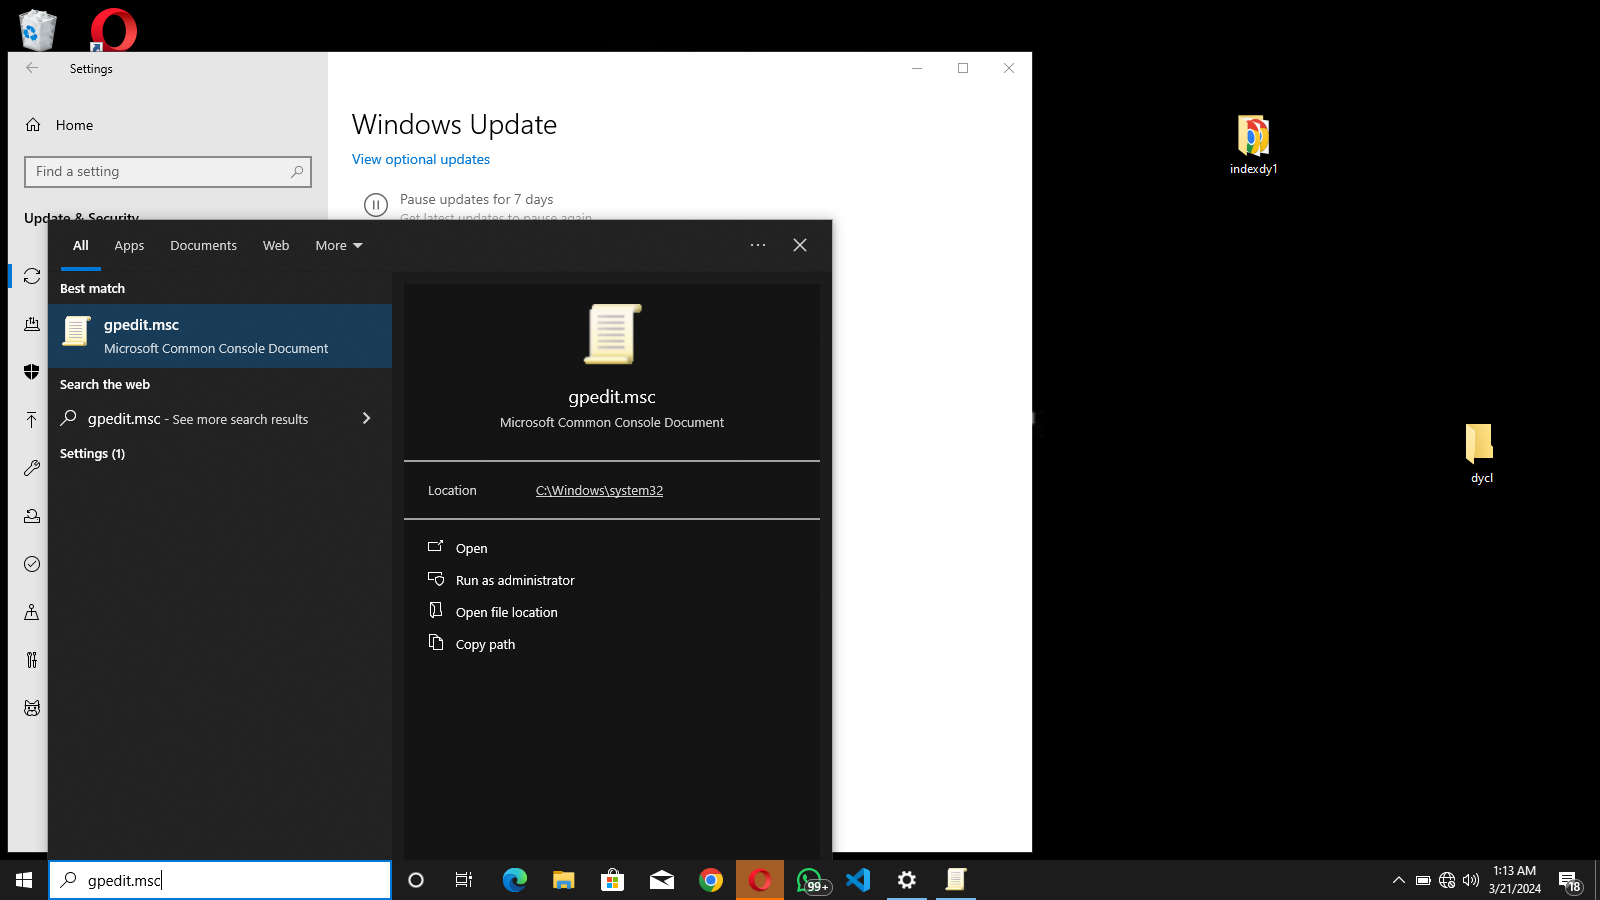 Settings
Home
Find a setting
Update & Security
Windows Update
View optional updates
Pause updates for 7 days
Get latest updates to pause again
All
Apps
Documents
Web
More
Best match
gpedit.msc
Microsoft Common Console Document
Search the web
gpedit.msc - See more search results
Settings (1)
gpedit.msc
Microsoft Common Console Document
Location
C:\Windows\system32
Open
Run as administrator
Open file location
Copy path
indexdy1
dycl
gpedit.msc
99+
1:13 AM
3/21/2024
18